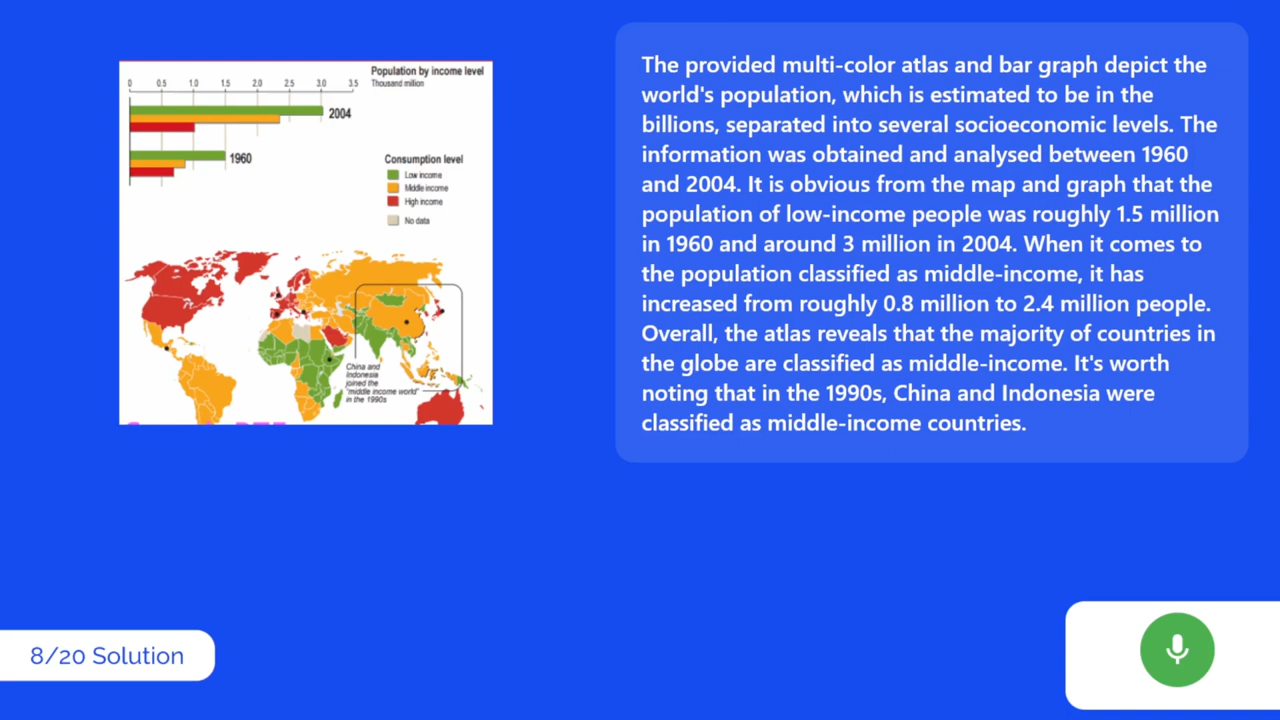 Population by income level
Thousand million
0 0.5 1.0 1.5 2.0 2.5 3.0 3.5
2004
1960
Consumption level
Low income
Middle income
High income
No data
China and
Indonesia
joined the
"middle income world"
in the 1990s
The provided multi-color atlas and bar graph depict the
world's population, which is estimated to be in the
billions, separated into several socioeconomic levels. The
information was obtained and analysed between 1960
and 2004. It is obvious from the map and graph that the
population of low-income people was roughly 1.5 million
in 1960 and around 3 million in 2004. When it comes to
the population classified as middle-income, it has
increased from roughly 0.8 million to 2.4 million people.
Overall, the atlas reveals that the majority of countries in
the globe are classified as middle-income. It's worth
noting that in the 1990s, China and Indonesia were
classified as middle-income countries.
8/20 Solution